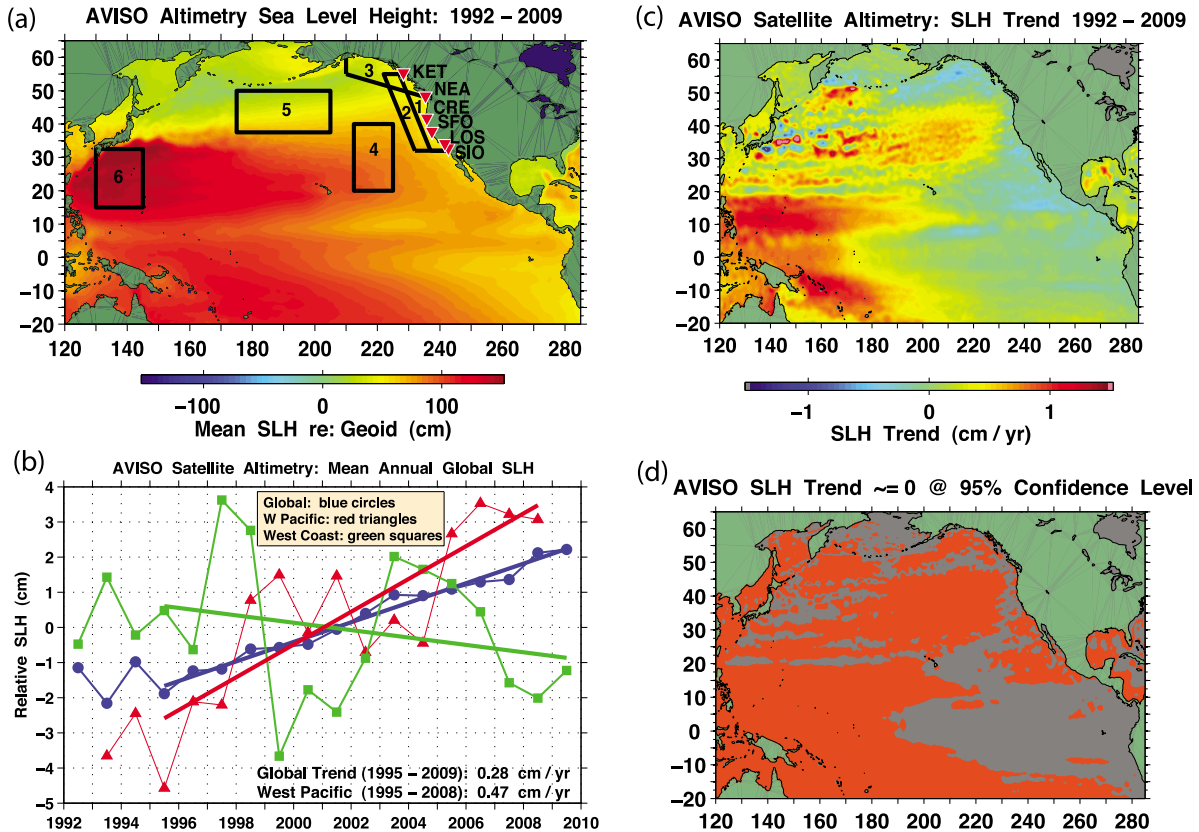 (a)
AVISO Altimetry Sea Level Height: 1992 – 2009
60
50
40
30
20
10
0
−10
−20
3
KET
NEA
1
CRE
2
SFO
LOS
SIO
5
4
6
120 140 160 180 200 220 240 260 280
−100 0 100
Mean SLH re: Geoid (cm)
(b)
AVISO Satellite Altimetry: Mean Annual Global SLH
Relative SLH (cm)
4
3
2
1
0
−1
−2
−3
−4
−5
Global: blue circles
W Pacific: red triangles
West Coast: green squares
Global Trend (1995 – 2009): 0.28 cm / yr
West Pacific (1995 – 2008): 0.47 cm / yr
1992 1994 1996 1998 2000 2002 2004 2006 2008 2010
(c)
AVISO Satellite Altimetry: SLH Trend 1992 – 2009
60
50
40
30
20
10
0
−10
−20
120 140 160 180 200 220 240 260 280
−1 0 1
SLH Trend (cm / yr)
(d)
AVISO SLH Trend ~= 0 @ 95% Confidence Level
60
50
40
30
20
10
0
−10
−20
120 140 160 180 200 220 240 260 280